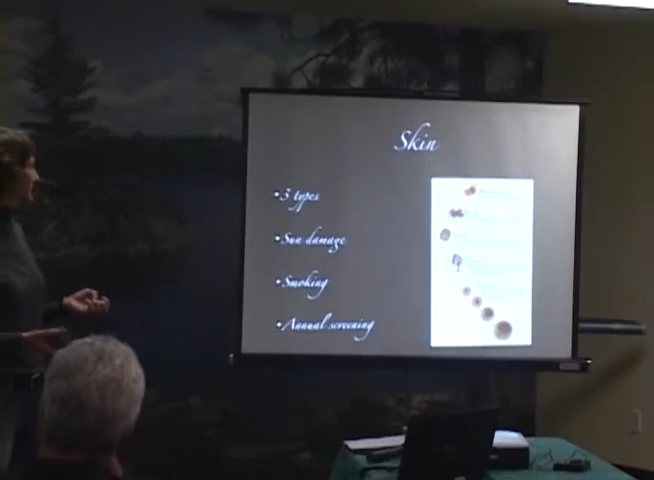 Skin
• 3 types
• Sun damage
• Smoking
• Annual screening